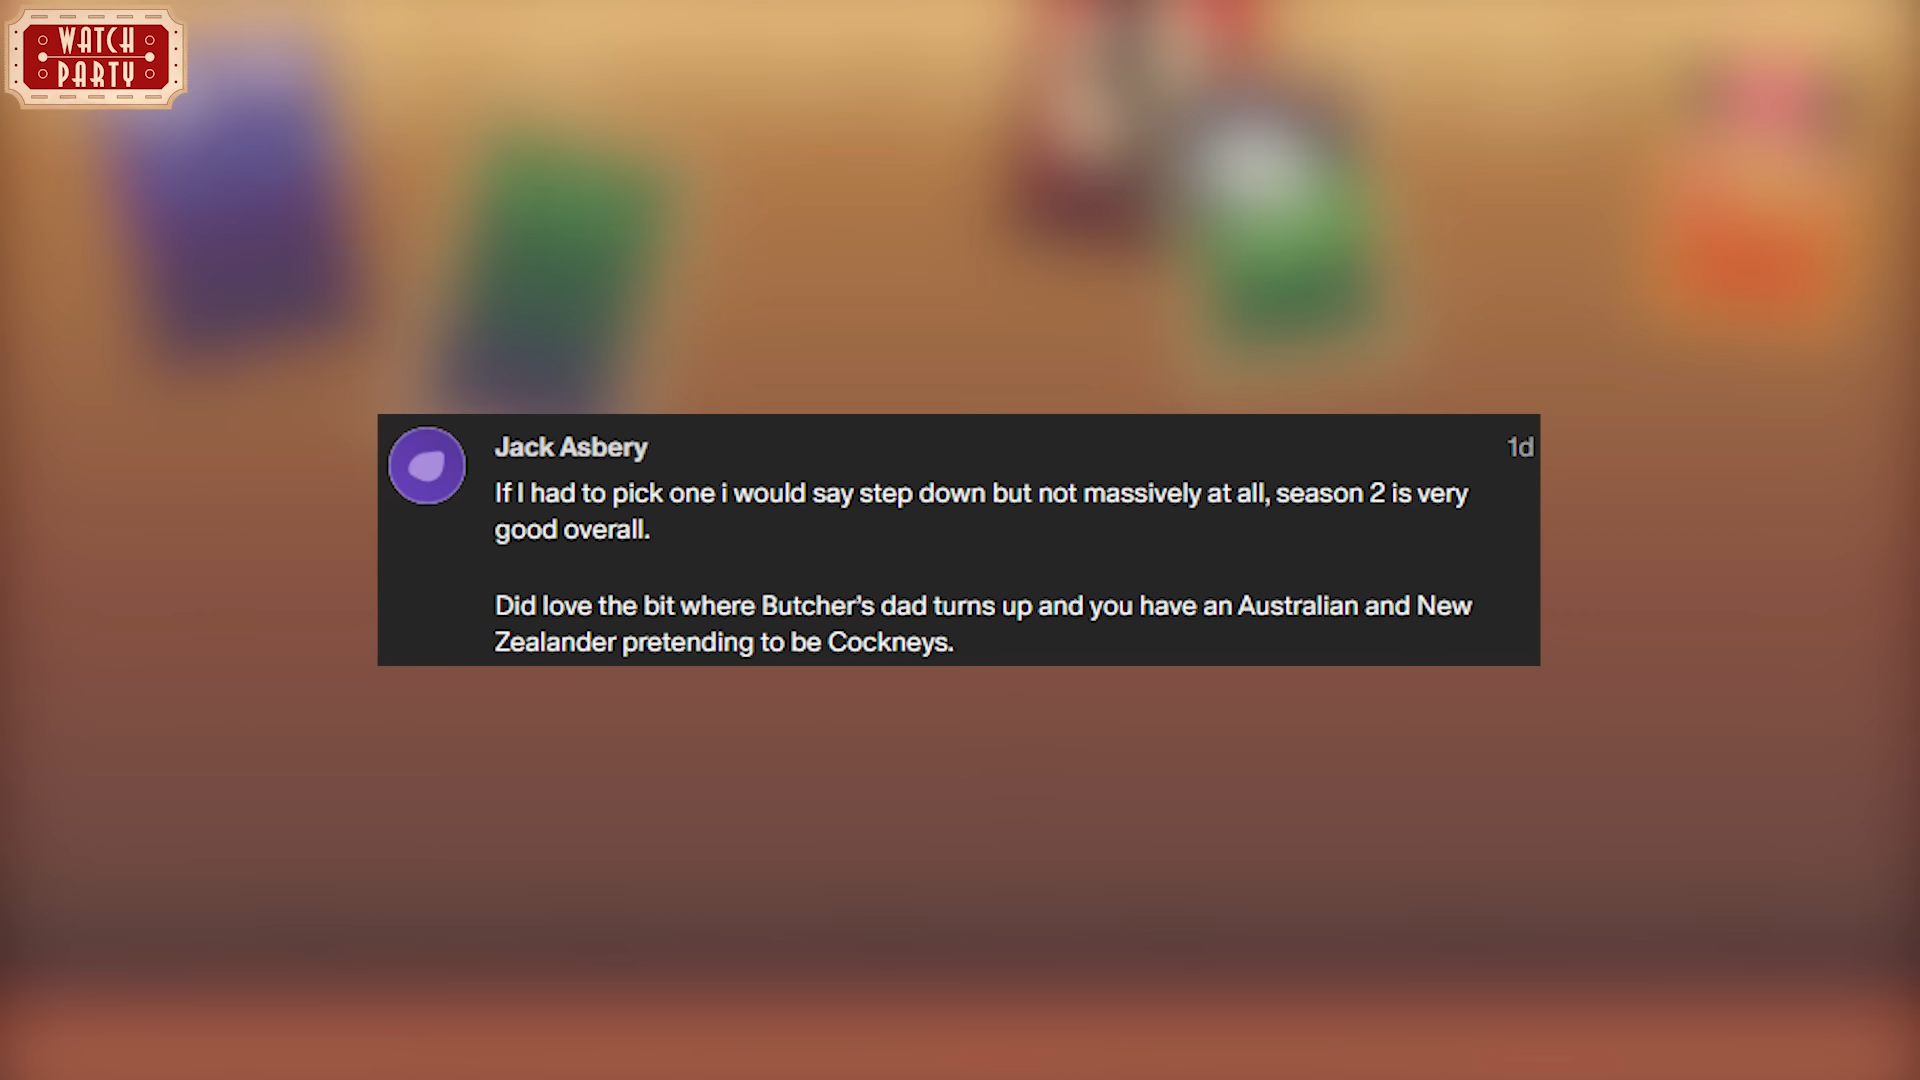 WATCH
PARTY
Jack Asbery
1d
If I had to pick one i would say step down but not massively at all, season 2 is very
good overall.
Did love the bit where Butcher’s dad turns up and you have an Australian and New
Zealander pretending to be Cockneys.